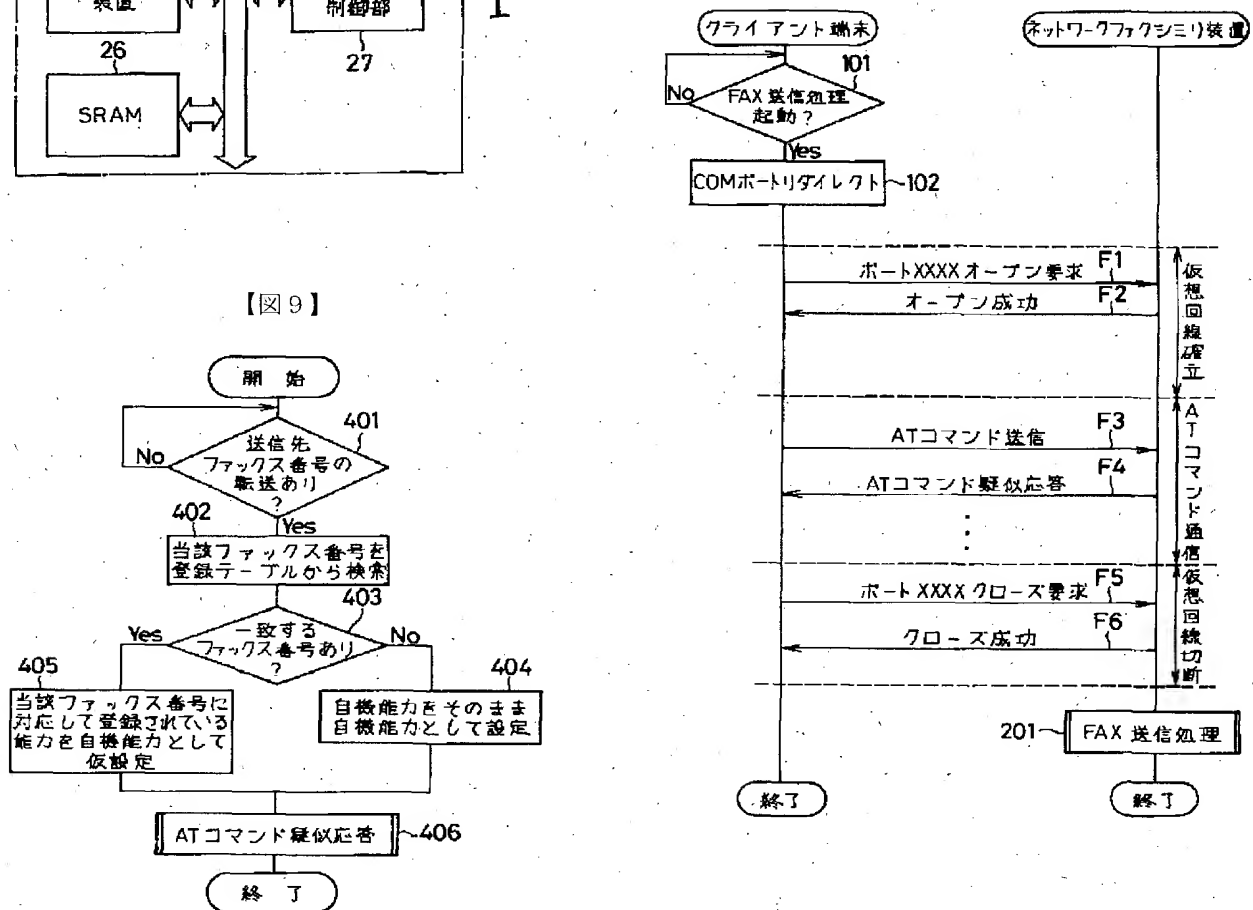 装置
制御部
1
26
27
SRAM
【図9】
開始
401
送信先
ファックス番号の
転送あり
?
No
Yes
402
当該ファックス番号を
登録テーブルから検索
403
一致する
ファックス番号あり
?
Yes
No
405
当該ファックス番号に
対応して登録されている
能力を自機能力として
仮設定
404
自機能力をそのまま
自機能力として設定
ATコマンド疑似応答
406
終了
クライアント端末
ネットワークファクシミリ装置
101
FAX送信処理
起動?
No
Yes
COMポートリダイレクト
102
ポートXXXXオープン要求
F1
オープン成功
F2
仮想回線確立
ATコマンド送信
F3
ATコマンド疑似応答
F4
ATコマンド通信
ポートXXXXクローズ要求
F5
クローズ成功
F6
仮想回線切断
201
FAX送信処理
終了
終了